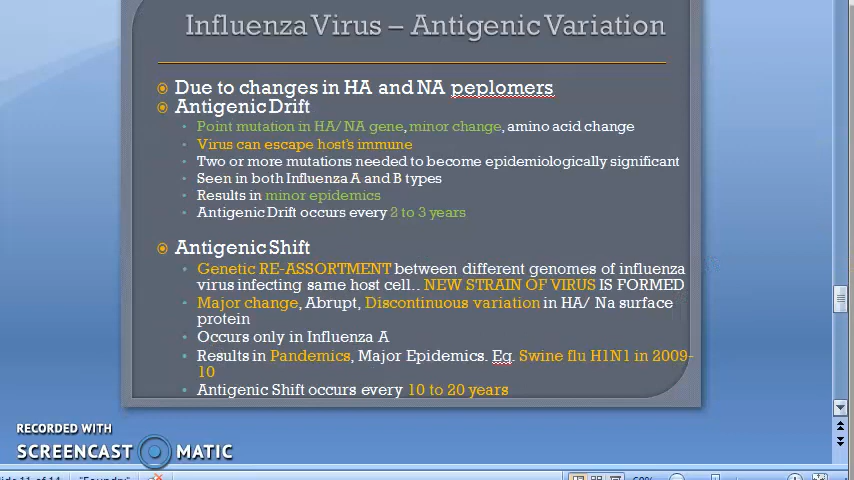 Influenza Virus – Antigenic Variation
Due to changes in HA and NA peplomers
Antigenic Drift
Point mutation in HA/ NA gene, minor change, amino acid change
Virus can escape host's immune
Two or more mutations needed to become epidemiologically significant
Seen in both Influenza A and B types
Results in minor epidemics
Antigenic Drift occurs every 2 to 3 years
Antigenic Shift
Genetic RE-ASSORTMENT between different genomes of influenza
virus infecting same host cell.. NEW STRAIN OF VIRUS IS FORMED
Major change, Abrupt, Discontinuous variation in HA/ Na surface
protein
Occurs only in Influenza A
Results in Pandemics, Major Epidemics. Eg. Swine flu H1N1 in 2009-
10
Antigenic Shift occurs every 10 to 20 years
RECORDED WITH
SCREENCAST MATIC